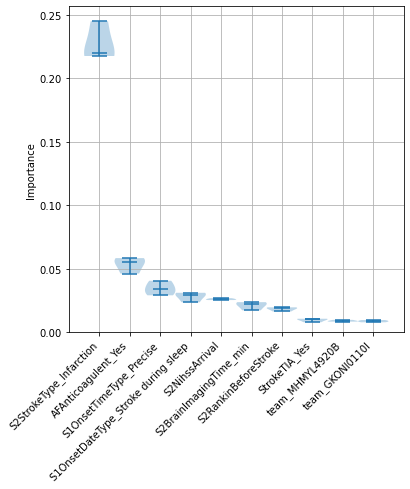 0.25
0.20
0.15
0.10
0.05
0.00
Importance
S2StrokeType_Infarction
AFAnticoagulent_Yes
S1OnsetTimeType_Precise
S1OnsetDateType_Stroke during sleep
S2NihssArrival
S2BrainImagingTime_min
S2RankinBeforeStroke
StrokeTIA_Yes
team_MHMYL4920B
team_GKONI0110I